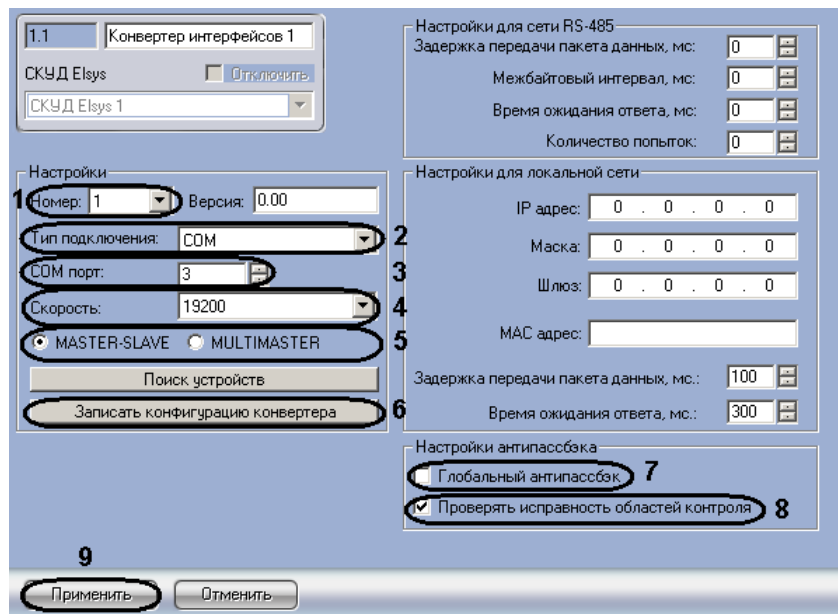 1.1 Конвертер интерфейсов 1
СКУД Elsys Отключить
СКУД Elsys 1
Настройки
1 Номер: 1 Версия: 0.00
Тип подключения: COM 2
COM порт: 3 3
Скорость: 19200 4
MASTER-SLAVE MULTIMASTER 5
Поиск устройств
Записать конфигурацию конвертера 6
Настройки для сети RS-485
Задержка передачи пакета данных, мс: 0
Межбайтовый интервал, мс: 0
Время ожидания ответа, мс: 0
Количество попыток: 0
Настройки для локальной сети
IP адрес: 0 . 0 . 0 . 0
Маска: 0 . 0 . 0 . 0
Шлюз: 0 . 0 . 0 . 0
MAC адрес:
Задержка передачи пакета данных, мс.: 100
Время ожидания ответа, мс.: 300
Настройки антипассбэка
Глобальный антипассбэк 7
Проверять исправность областей контроля 8
9
Применить Отменить